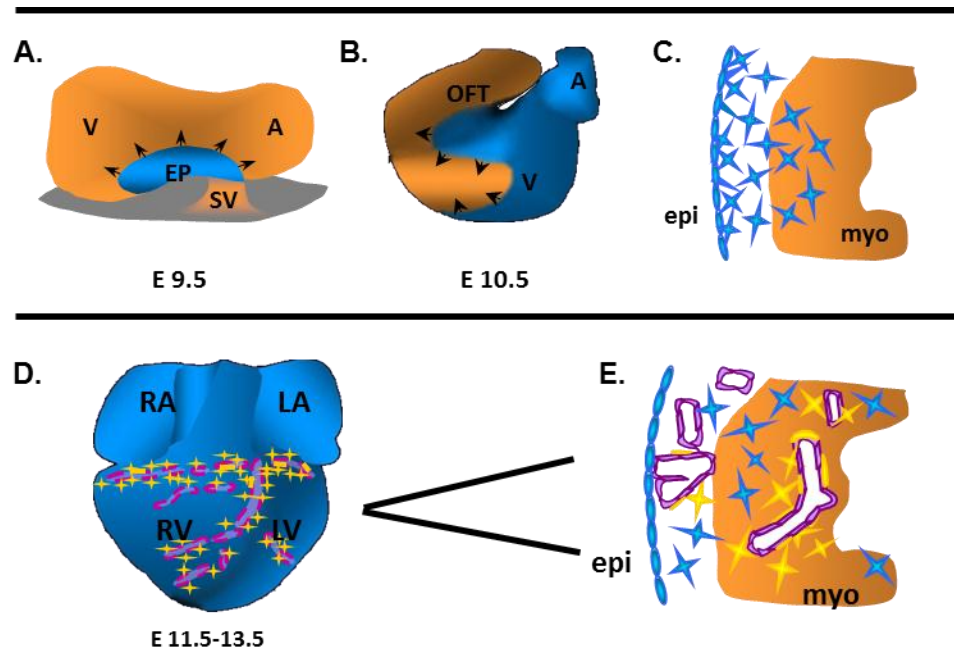 A.
B.
C.
V
A
EP
SV
OFT
A
V
epi
myo
E 9.5
E 10.5
D.
E.
RA
LA
RV
LV
epi
myo
E 11.5-13.5